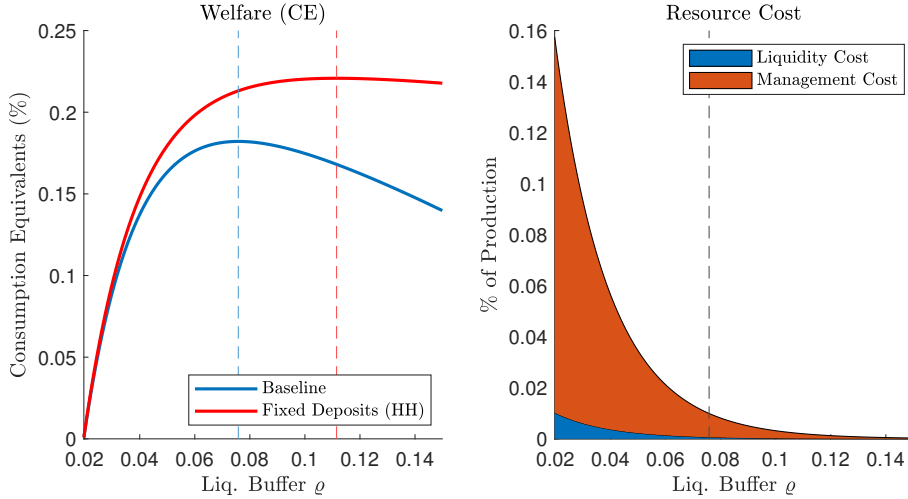 Welfare (CE)
Consumption Equivalents (%)
0.25
0.2
0.15
0.1
0.05
0
0.02 0.04 0.06 0.08 0.10 0.12 0.14
Liq. Buffer ϱ
Baseline
Fixed Deposits (HH)
Resource Cost
% of Production
0.16
0.14
0.12
0.1
0.08
0.06
0.04
0.02
0
0.02 0.04 0.06 0.08 0.10 0.12 0.14
Liq. Buffer ϱ
Liquidity Cost
Management Cost